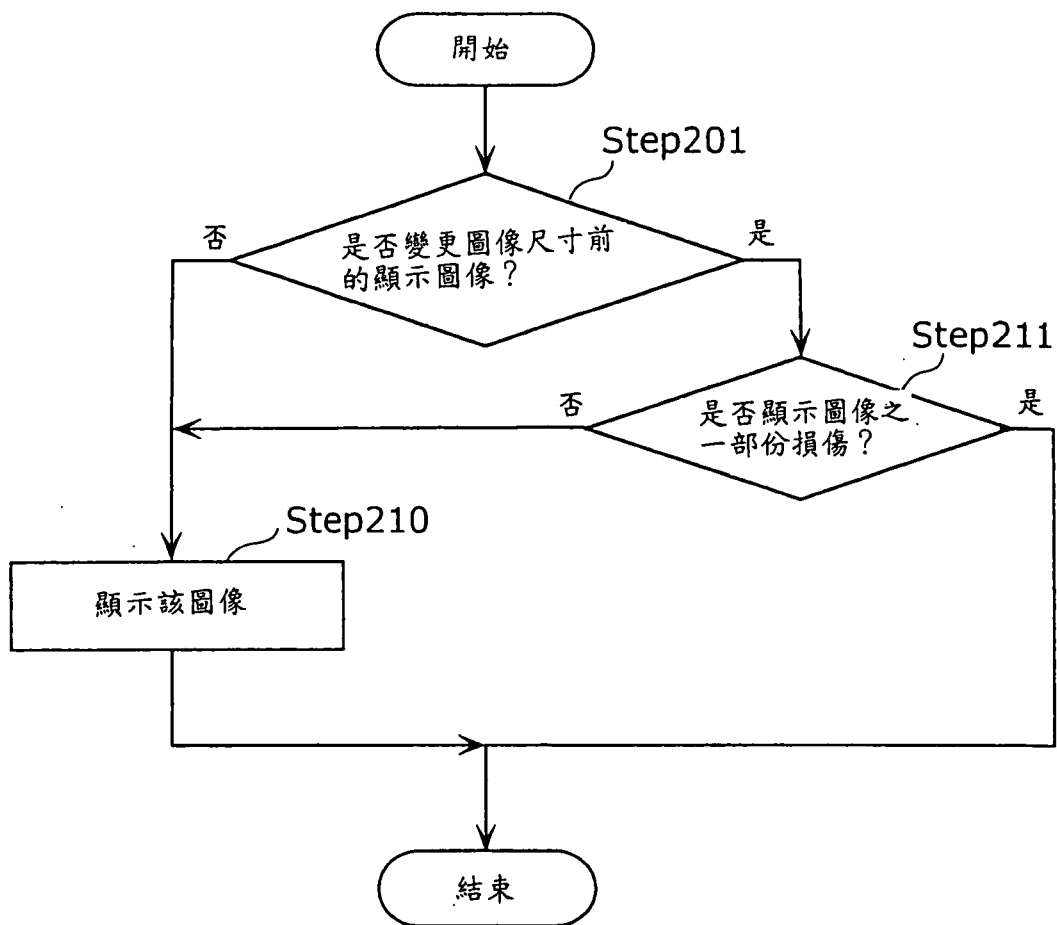 開始
Step201
否
是否變更圖像尺寸前
的顯示圖像？
是
Step211
否
是否顯示圖像之
一部份損傷？
是
Step210
顯示該圖像
結束